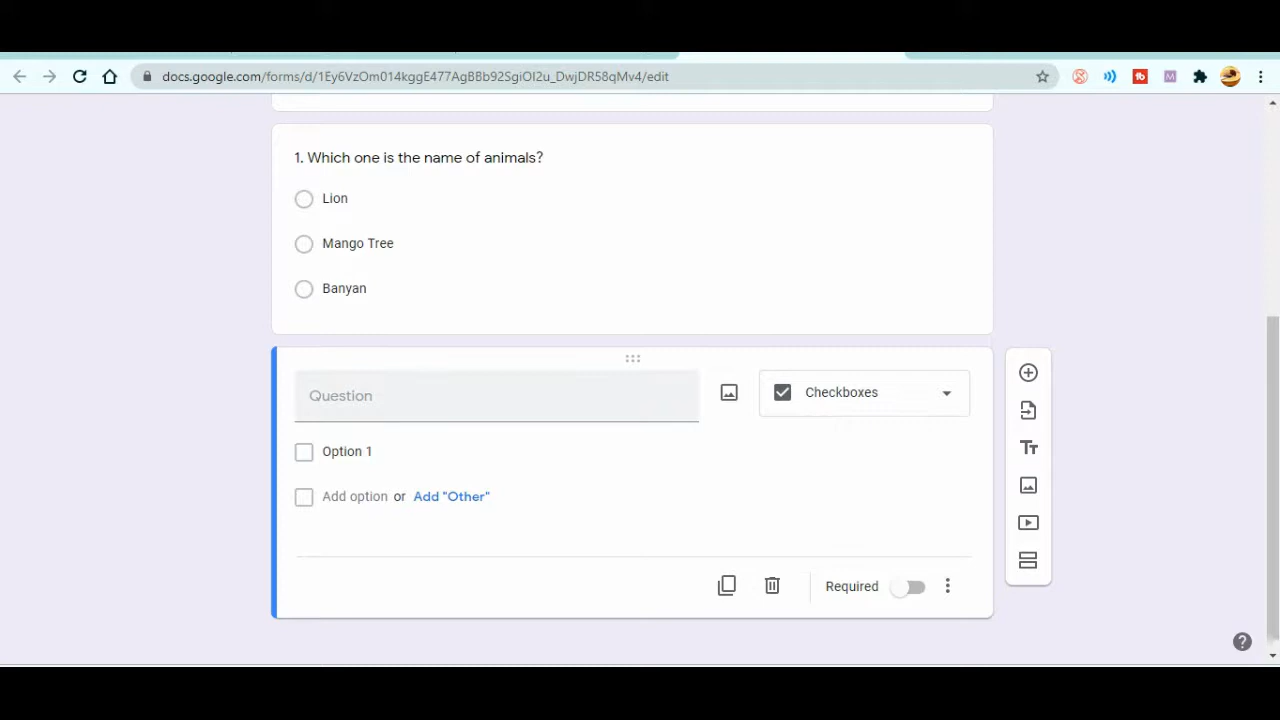 docs.google.com/forms/d/1Ey6VzOm014kggE477AgBBb92SgiOI2u_DwjDR58qMv4/edit
1. Which one is the name of animals?
Lion
Mango Tree
Banyan
Question
Checkboxes
Option 1
Add option or Add "Other"
Required